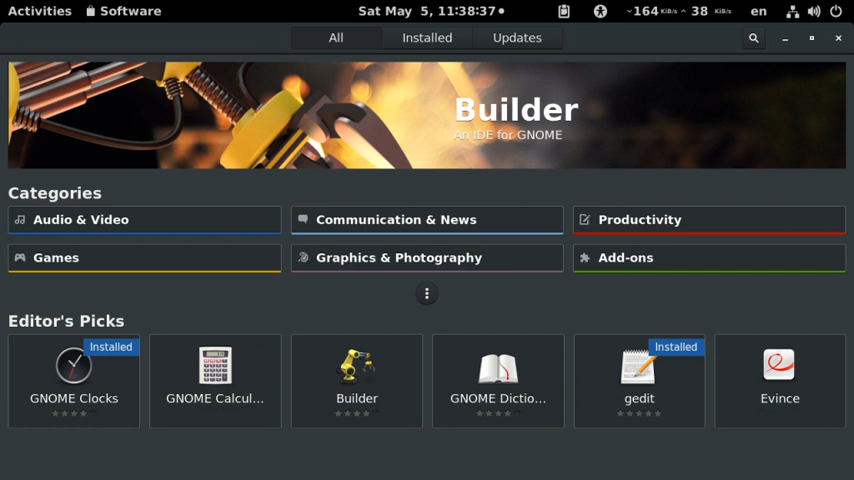 Activities Software Sat May 5, 11:38:37 164 KiB/s 38 KiB/s en
All Installed Updates
Builder
An IDE for GNOME
Categories
Audio & Video Communication & News Productivity
Games Graphics & Photography Add-ons
Editor's Picks
Installed Installed
GNOME Clocks GNOME Calcul... Builder GNOME Dictio... gedit Evince